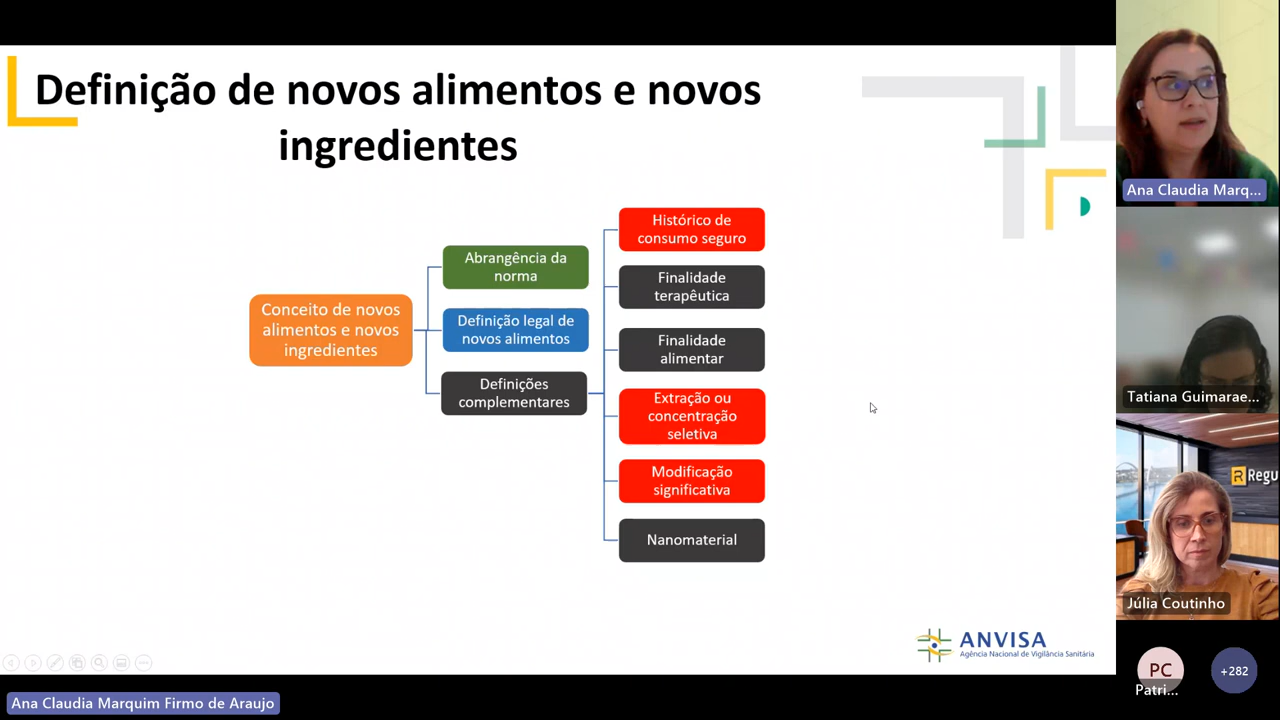 Definição de novos alimentos e novos
ingredientes
Conceito de novos
alimentos e novos
ingredientes
Abrangência da
norma
Definição legal de
novos alimentos
Definições
complementares
Histórico de
consumo seguro
Finalidade
terapêutica
Finalidade
alimentar
Extração ou
concentração
seletiva
Modificação
significativa
Nanomaterial
ANVISA
Agência Nacional de Vigilância Sanitária
Ana Claudia Marquim Firmo de Araujo
Ana Claudia Marq...
Tatiana Guimarae...
Regu
Júlia Coutinho
PC
Patri...
+282